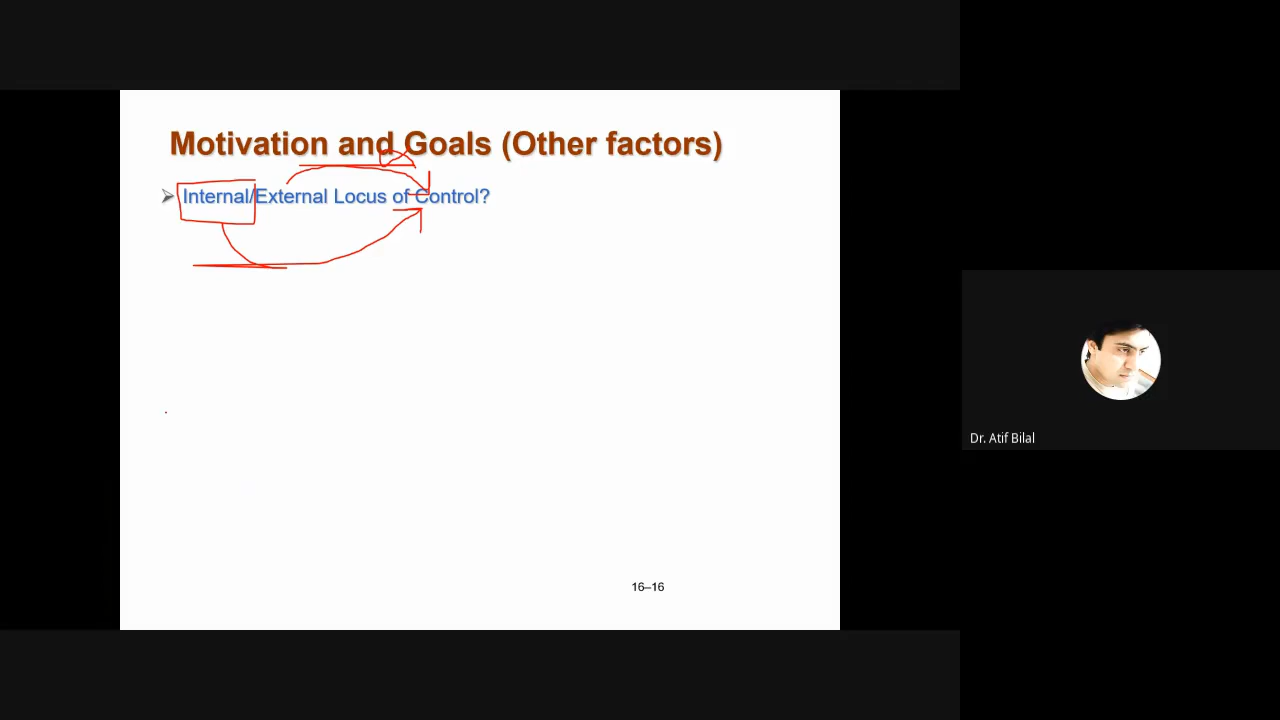 Motivation and Goals (Other factors)
Internal/External Locus of Control?
Dr. Atif Bilal
16–16